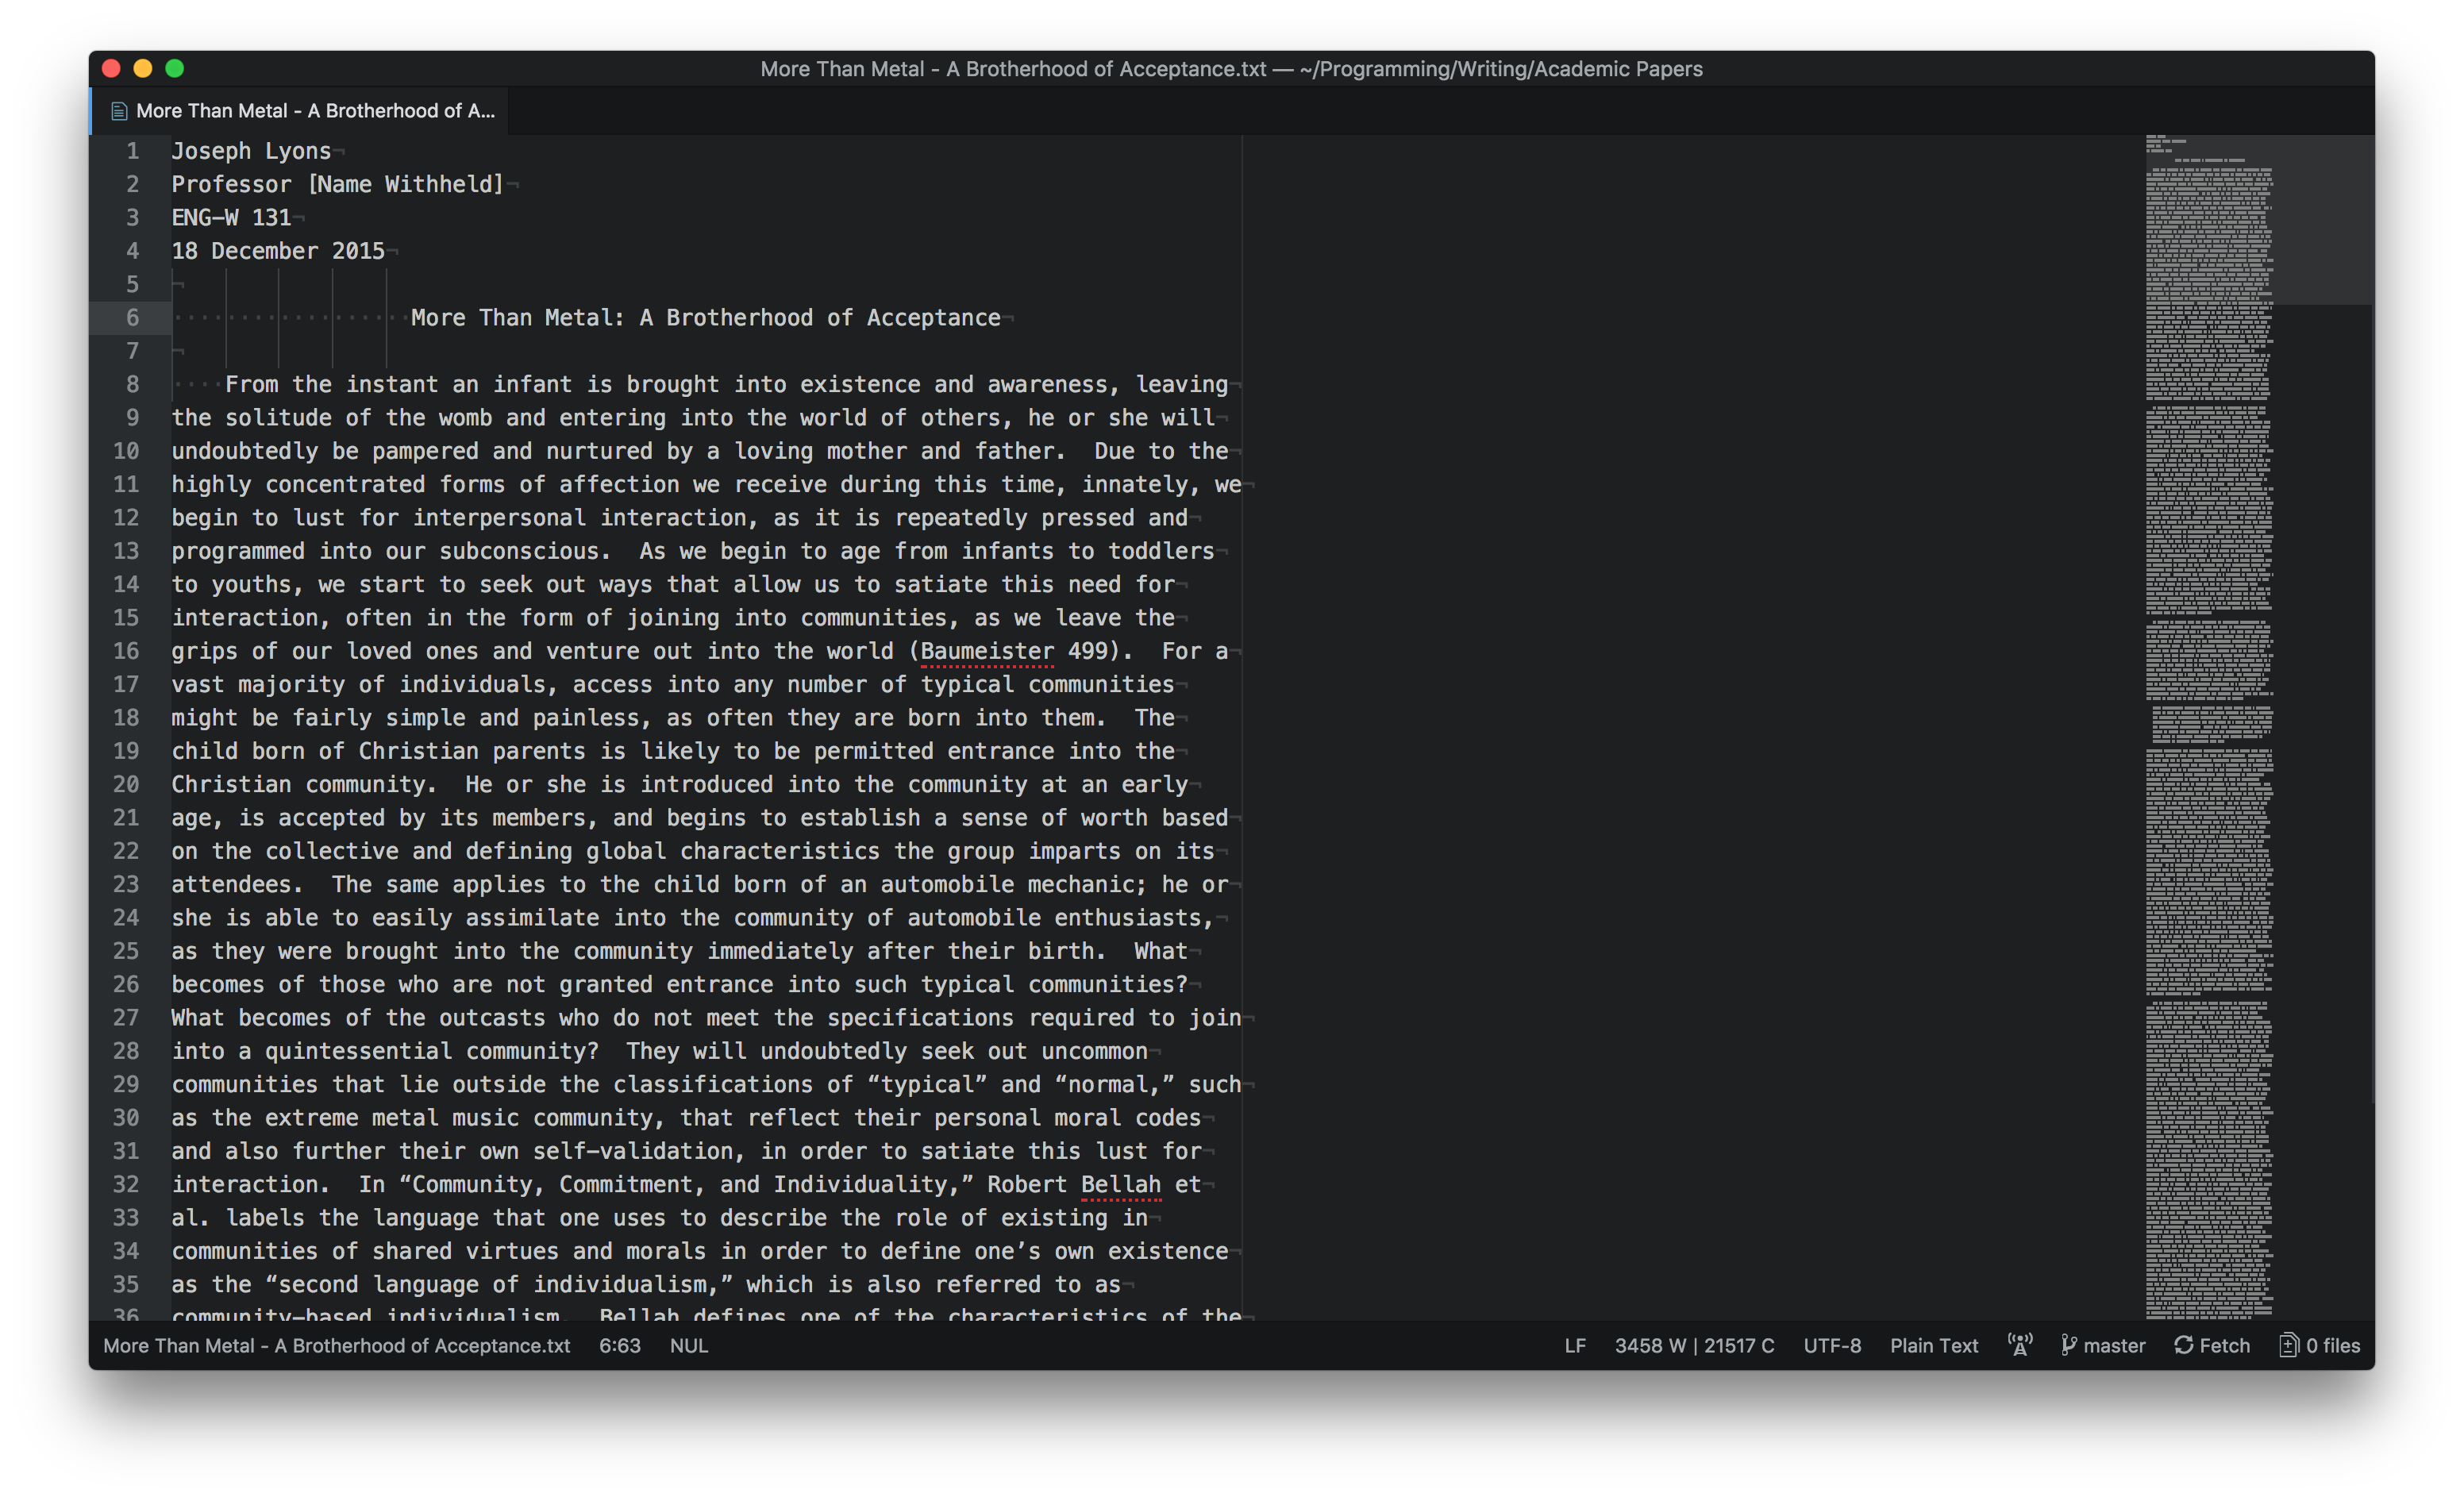 More Than Metal - A Brotherhood of Acceptance.txt — ~/Programming/Writing/Academic Papers
More Than Metal - A Brotherhood of A...
1 Joseph Lyons¬
2 Professor [Name Withheld]¬
3 ENG-W 131¬
4 18 December 2015¬
5 ¬
6 ··················More Than Metal: A Brotherhood of Acceptance¬
7 ¬
8 ····From the instant an infant is brought into existence and awareness, leaving¬
9 the solitude of the womb and entering into the world of others, he or she will¬
10 undoubtedly be pampered and nurtured by a loving mother and father.  Due to the¬
11 highly concentrated forms of affection we receive during this time, innately, we¬
12 begin to lust for interpersonal interaction, as it is repeatedly pressed and¬
13 programmed into our subconscious.  As we begin to age from infants to toddlers¬
14 to youths, we start to seek out ways that allow us to satiate this need for¬
15 interaction, often in the form of joining into communities, as we leave the¬
16 grips of our loved ones and venture out into the world (Baumeister 499).  For a¬
17 vast majority of individuals, access into any number of typical communities¬
18 might be fairly simple and painless, as often they are born into them.  The¬
19 child born of Christian parents is likely to be permitted entrance into the¬
20 Christian community.  He or she is introduced into the community at an early¬
21 age, is accepted by its members, and begins to establish a sense of worth based¬
22 on the collective and defining global characteristics the group imparts on its¬
23 attendees.  The same applies to the child born of an automobile mechanic; he or¬
24 she is able to easily assimilate into the community of automobile enthusiasts,¬
25 as they were brought into the community immediately after their birth.  What¬
26 becomes of those who are not granted entrance into such typical communities?¬
27 What becomes of the outcasts who do not meet the specifications required to join¬
28 into a quintessential community?  They will undoubtedly seek out uncommon¬
29 communities that lie outside the classifications of “typical” and “normal,” such¬
30 as the extreme metal music community, that reflect their personal moral codes¬
31 and also further their own self-validation, in order to satiate this lust for¬
32 interaction.  In “Community, Commitment, and Individuality,” Robert Bellah et¬
33 al. labels the language that one uses to describe the role of existing in¬
34 communities of shared virtues and morals in order to define one’s own existence¬
35 as the “second language of individualism,” which is also referred to as¬
36 community-based individualism.  Bellah defines one of the characteristics of the¬
More Than Metal - A Brotherhood of Acceptance.txt 6:63 NUL LF 3458 W | 21517 C UTF-8 Plain Text master Fetch 0 files